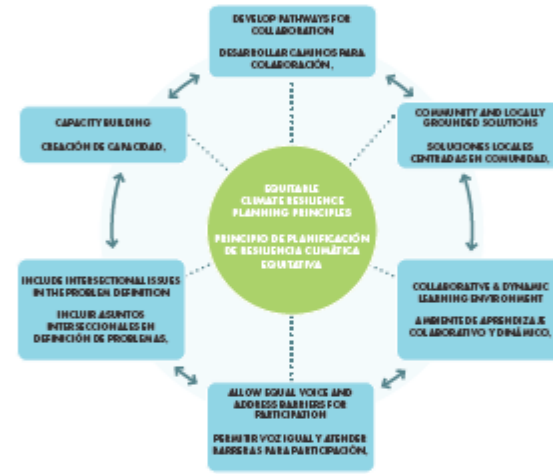 DEVELOP PATHWAYS FOR
COLLABORATION
DESARROLLAR CAMINOS PARA
COLABORACIÓN,
COMMUNITY AND LOCALLY
GROUNDED SOLUTIONS
SOLUCIONES LOCALES
CENTRADAS EN COMUNIDAD,
COLLABORATIVE & DYNAMIC
LEARNING ENVIRONMENT
AMBIENTE DE APRENDIZAJE
COLABORATIVO Y DINÁMICO,
ALLOW EQUAL VOICE AND
ADDRESS BARRIERS FOR
PARTICIPATION
PERMITIR VOZ IGUAL Y ATENDER
BARRERAS PARA PARTICIPACIÓN,
INCLUDE INTERSECTIONAL ISSUES
IN THE PROBLEM DEFINITION
INCLUIR ASUNTOS
INTERSECCIONALES EN
DEFINICIÓN DE PROBLEMAS,
CAPACITY BUILDING
CREACIÓN DE CAPACIDAD,
EQUITABLE
CLIMATE RESILIENCE
PLANNING PRINCIPLES
PRINCIPIO DE PLANIFICACIÓN
DE RESILIENCIA CLIMÁTICA
EQUITATIVA